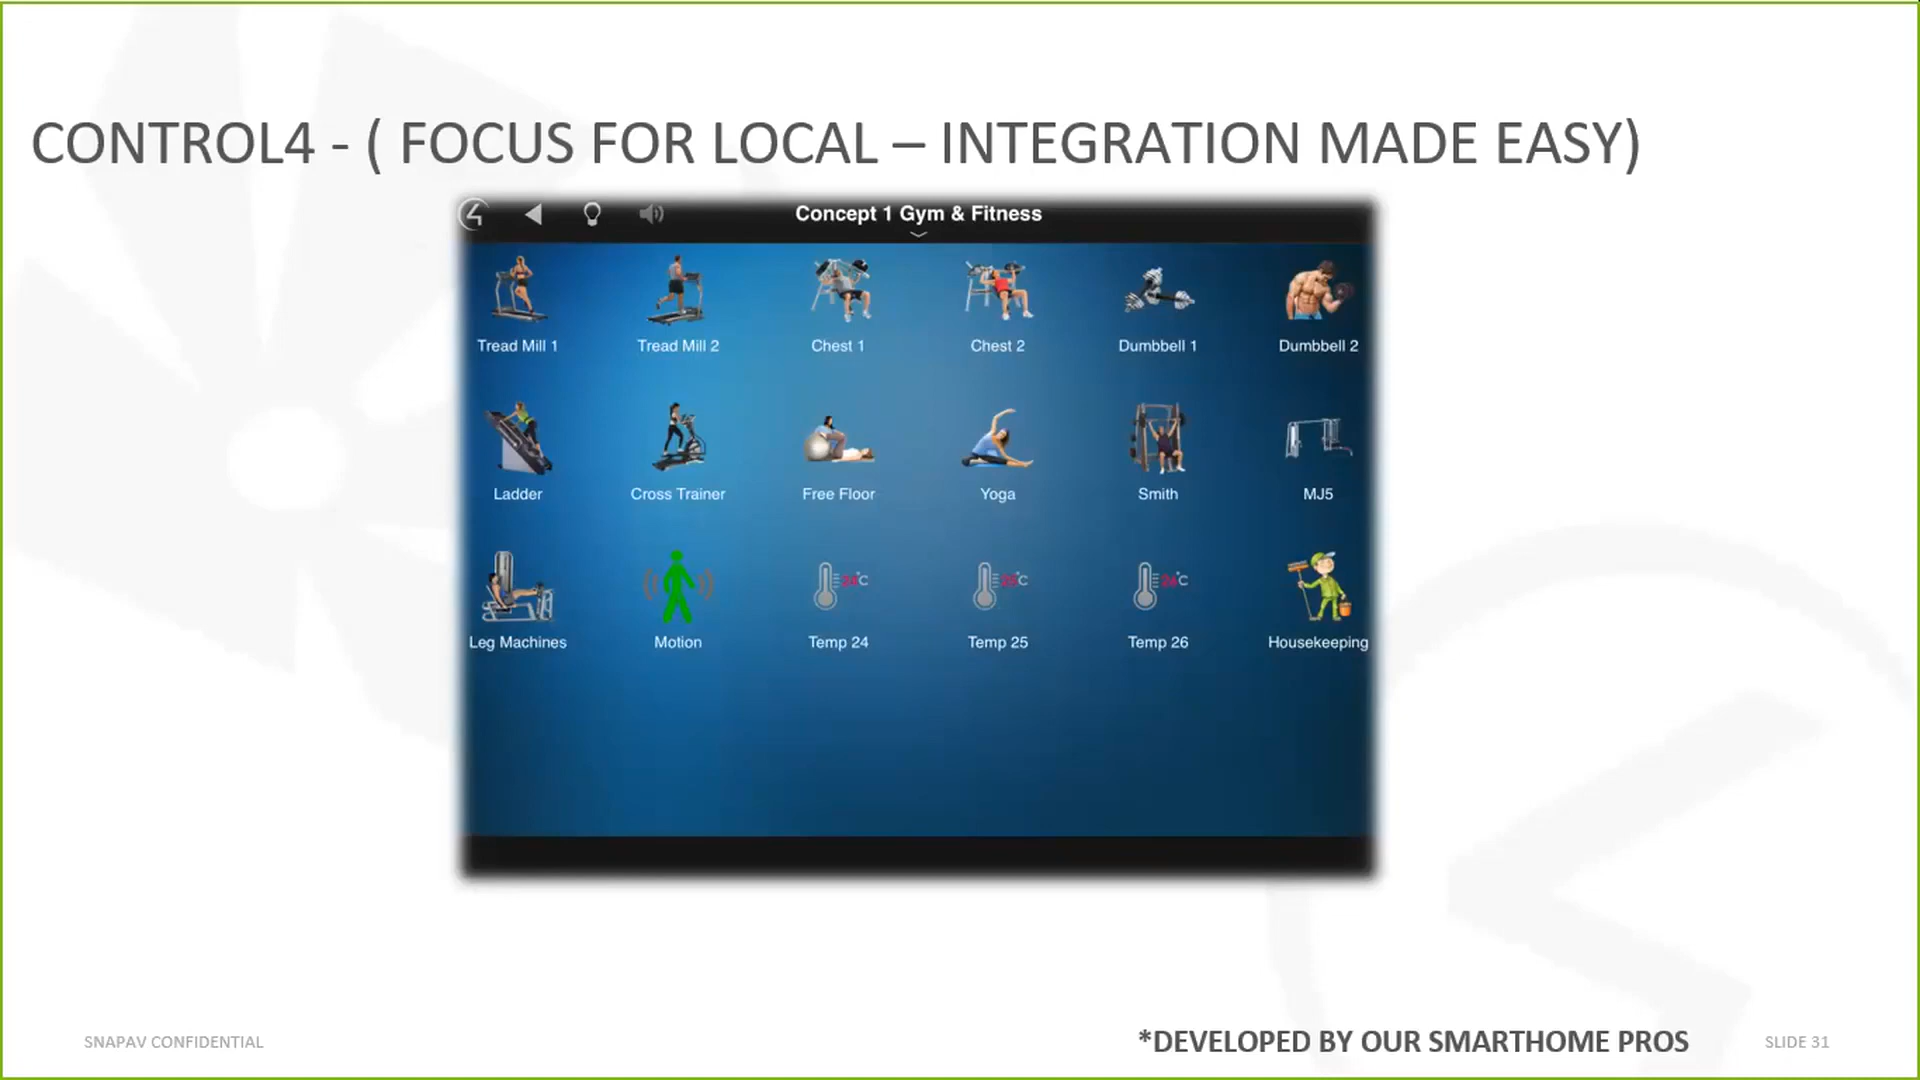 CONTROL4 - ( FOCUS FOR LOCAL – INTEGRATION MADE EASY)
Concept 1 Gym & Fitness
Tread Mill 1 Tread Mill 2 Chest 1 Chest 2 Dumbbell 1 Dumbbell 2
Ladder Cross Trainer Free Floor Yoga Smith MJ5
Leg Machines Motion Temp 24 Temp 25 Temp 26 Housekeeping
SNAPAV CONFIDENTIAL
*DEVELOPED BY OUR SMARTHOME PROS
SLIDE 31